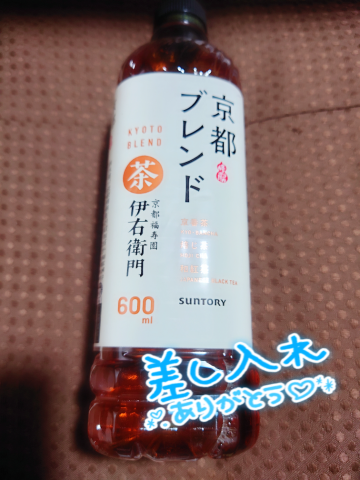 京都
ブレンド
KYOTO
BLEND
茶
京都福寿園
伊右衛門
600
ml
SUNTORY
差し入れ
ありがとう